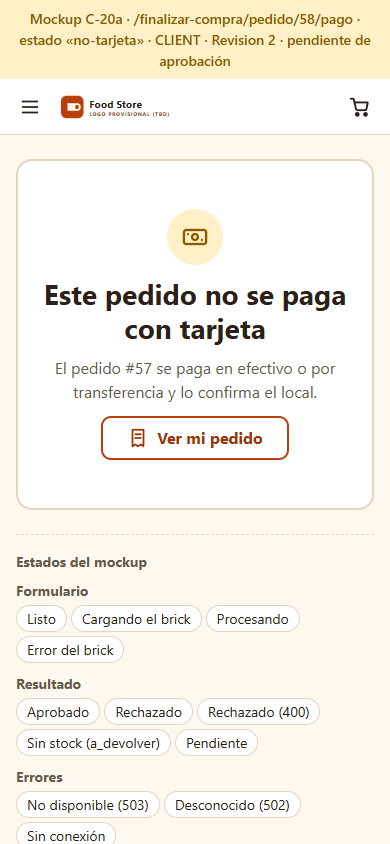 Mockup C-20a · /finalizar-compra/pedido/58/pago ·
estado «no-tarjeta» · CLIENT · Revision 2 · pendiente de
aprobación
Food Store
LOGO PROVISIONAL (TBD)
Este pedido no se paga
con tarjeta
El pedido #57 se paga en efectivo o por
transferencia y lo confirma el local.
Ver mi pedido
Estados del mockup
Formulario
Listo Cargando el brick Procesando
Error del brick
Resultado
Aprobado Rechazado Rechazado (400)
Sin stock (a_devolver) Pendiente
Errores
No disponible (503) Desconocido (502)
Sin conexión